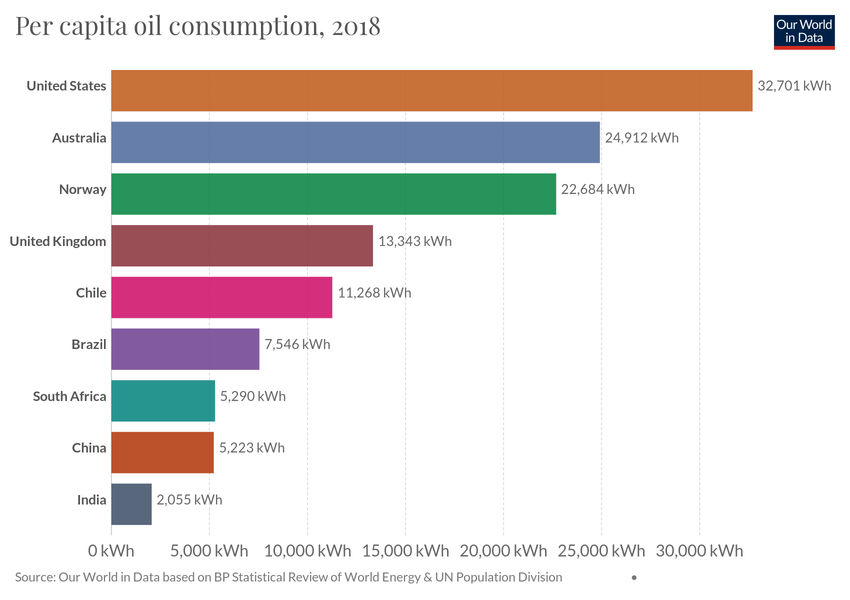 Per capita oil consumption, 2018
Our World
in Data
United States
32,701 kWh
Australia
24,912 kWh
Norway
22,684 kWh
United Kingdom
13,343 kWh
Chile
11,268 kWh
Brazil
7,546 kWh
South Africa
5,290 kWh
China
5,223 kWh
India
2,055 kWh
0 kWh 5,000 kWh 10,000 kWh 15,000 kWh 20,000 kWh 25,000 kWh 30,000 kWh
Source: Our World in Data based on BP Statistical Review of World Energy & UN Population Division •